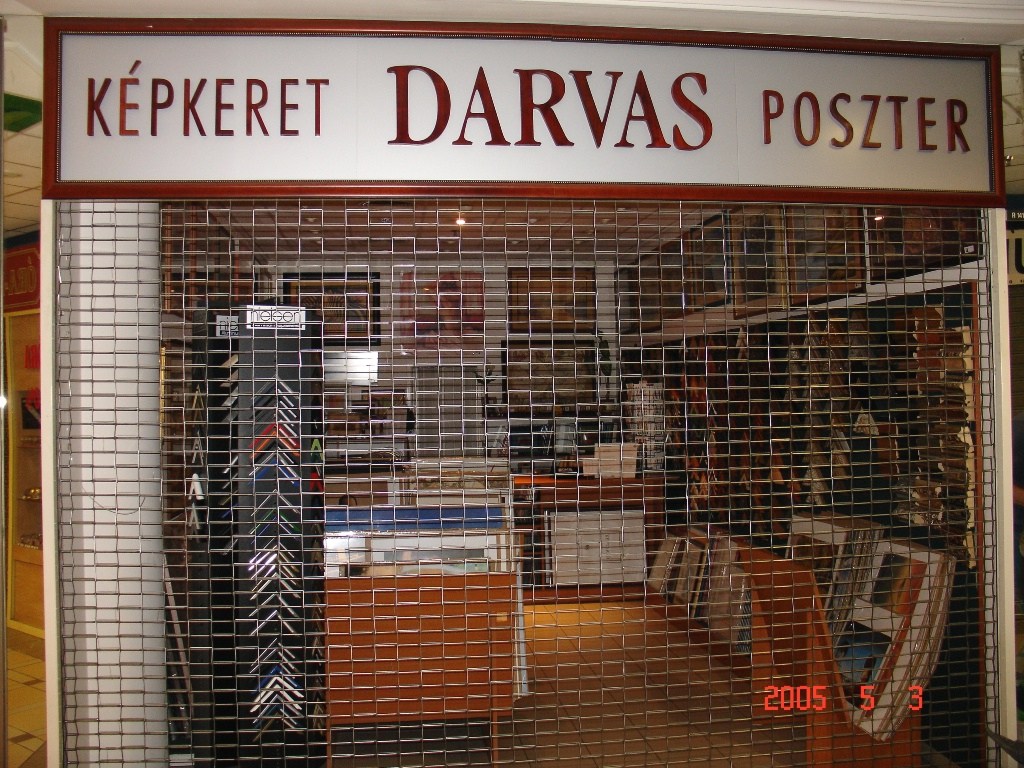 KÉPKERET DARVAS POSZTER
nielsen
2005 5 3